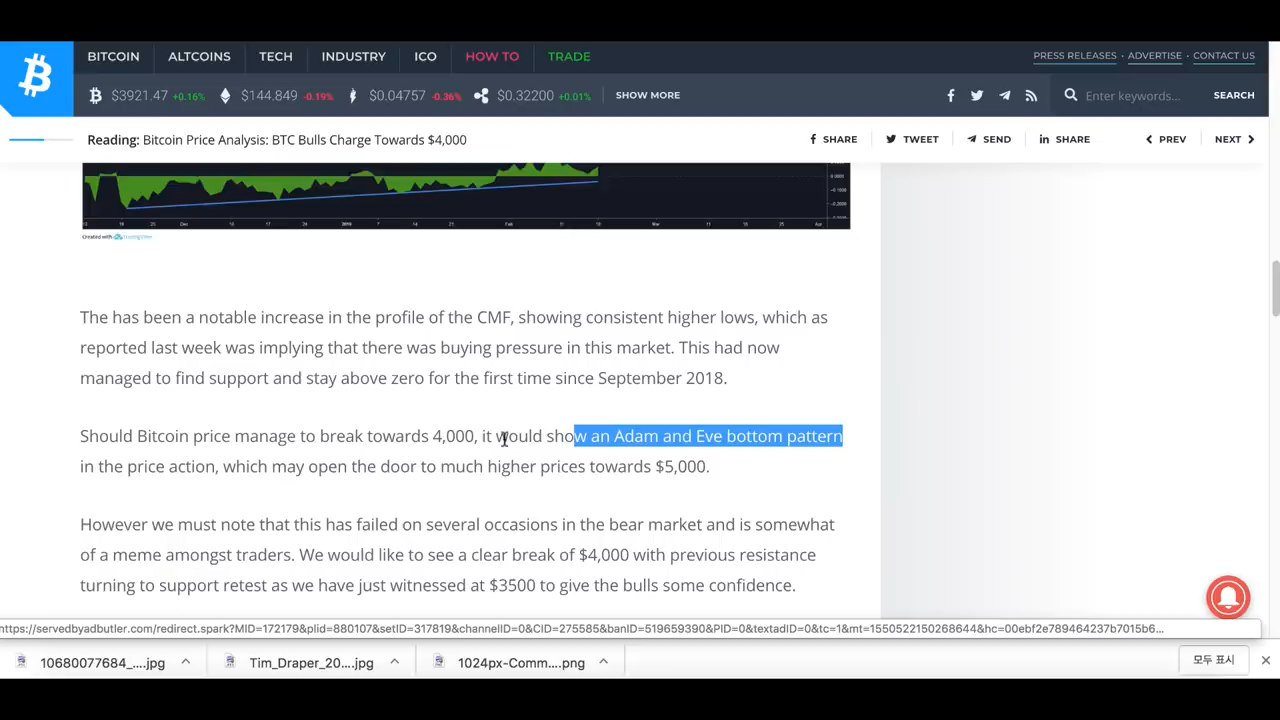 BITCOIN ALTCOINS TECH INDUSTRY ICO HOW TO TRADE PRESS RELEASES · ADVERTISE · CONTACT US
$3921.47 +0.16% $144.849 -0.19% $0.04757 -0.36% $0.32200 +0.01% SHOW MORE Enter keywords... SEARCH
Reading: Bitcoin Price Analysis: BTC Bulls Charge Towards $4,000 SHARE TWEET SEND SHARE PREV NEXT
Created with
The has been a notable increase in the profile of the CMF, showing consistent higher lows, which as
reported last week was implying that there was buying pressure in this market. This had now
managed to find support and stay above zero for the first time since September 2018.
Should Bitcoin price manage to break towards 4,000, it would show an Adam and Eve bottom pattern
in the price action, which may open the door to much higher prices towards $5,000.
However we must note that this has failed on several occasions in the bear market and is somewhat
of a meme amongst traders. We would like to see a clear break of $4,000 with previous resistance
turning to support retest as we have just witnessed at $3500 to give the bulls some confidence.
https://servedbyadbutler.com/redirect.spark?MID=172179&plid=880107&setID=317819&channelID=0&CID=275585&banID=519659390&PID=0&textadID=0&tc=1&mt=1550522150268644&hc=00ebf2e789464237b7015b6...
10680077684_....jpg Tim_Draper_20....jpg 1024px-Comm....png 모두 표시